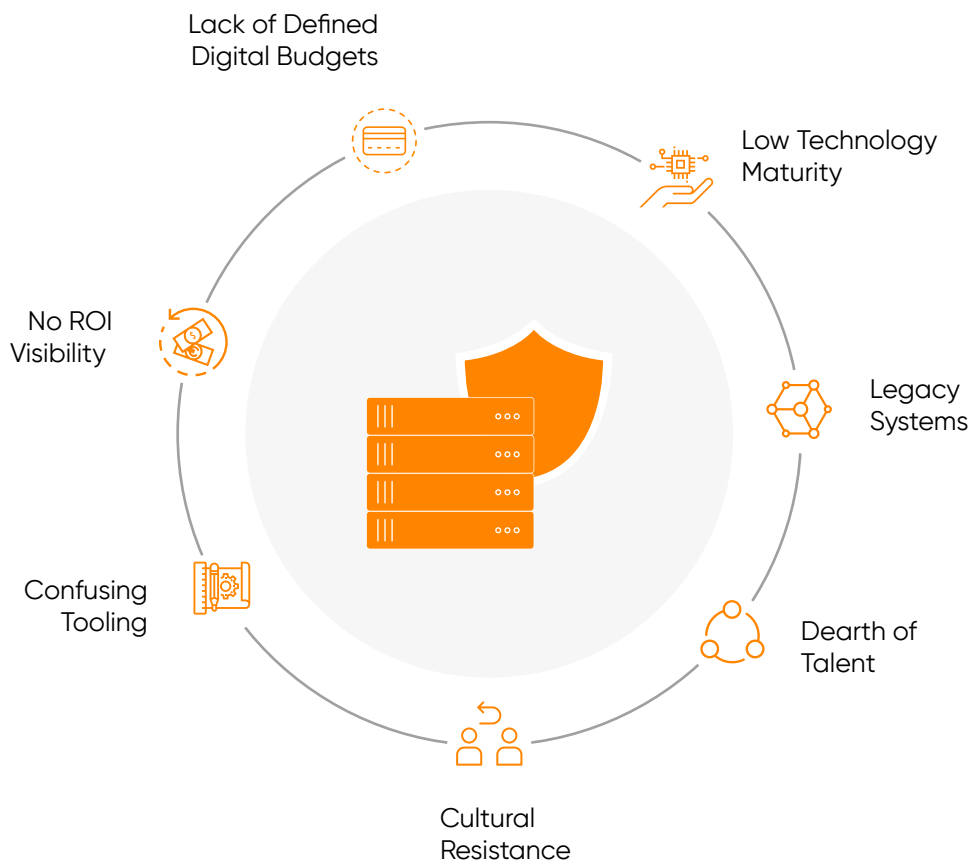 Lack of Defined
Digital Budgets
Low Technology
Maturity
Legacy
Systems
Dearth of
Talent
Cultural
Resistance
Confusing
Tooling
No ROI
Visibility